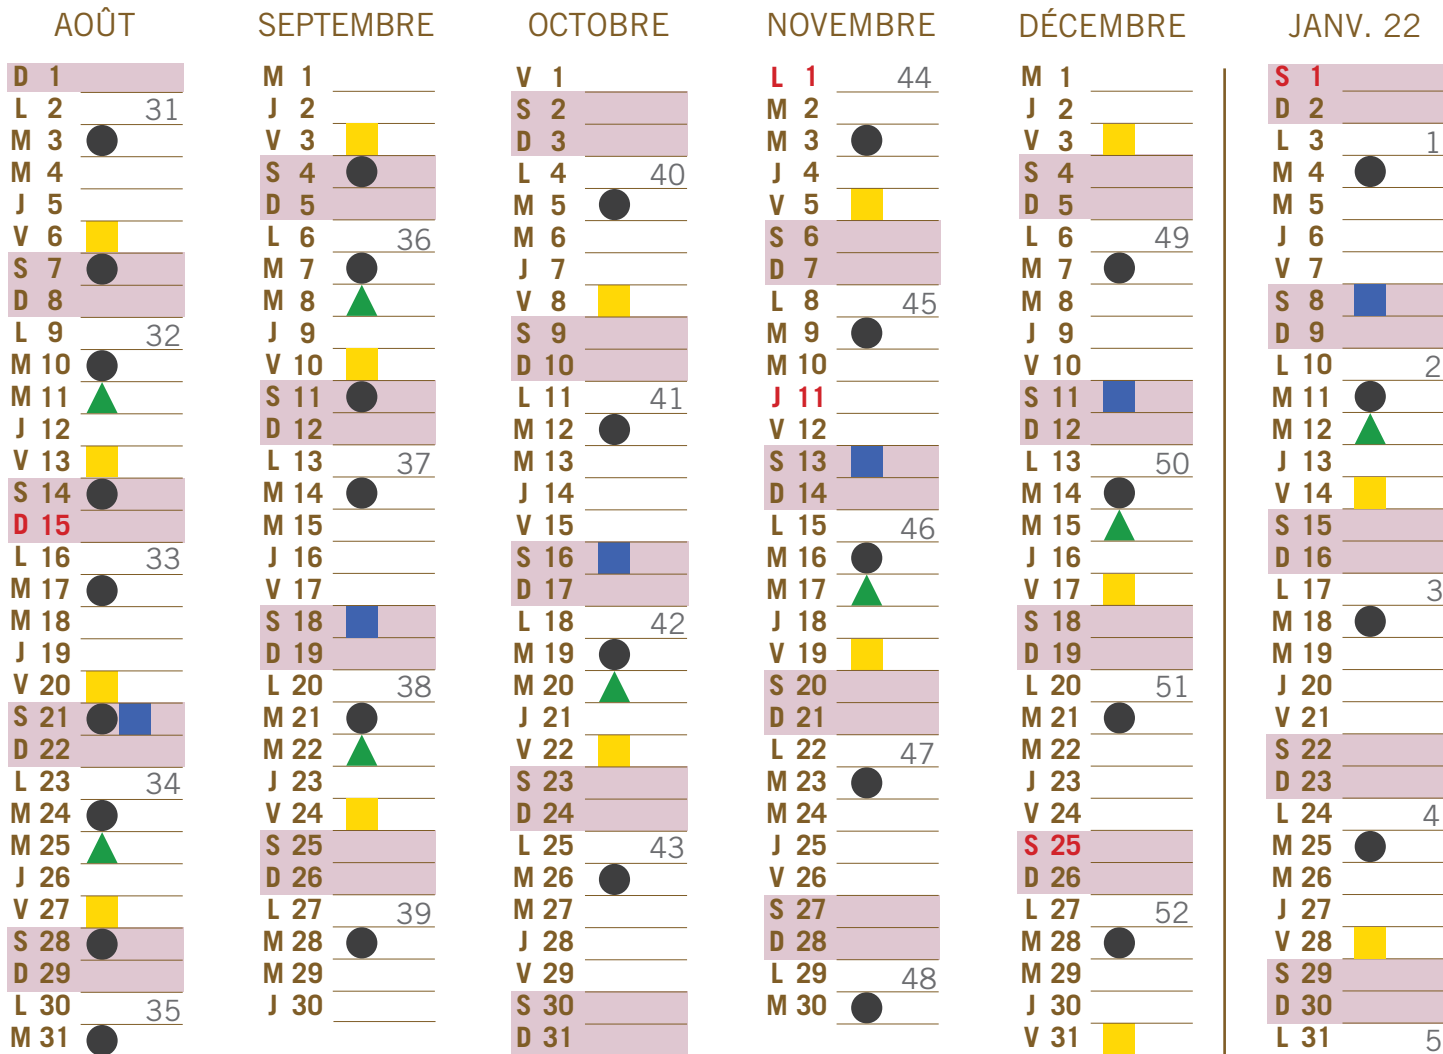 AOÛT
D 1
L 2 31
M 3
M 4
J 5
V 6
S 7
D 8
L 9 32
M 10
M 11
J 12
V 13
S 14
D 15
L 16 33
M 17
M 18
J 19
V 20
S 21
D 22
L 23 34
M 24
M 25
J 26
V 27
S 28
D 29
L 30 35
M 31
SEPTEMBRE
M 1
J 2
V 3
S 4
D 5
L 6 36
M 7
M 8
J 9
V 10
S 11
D 12
L 13 37
M 14
M 15
J 16
V 17
S 18
D 19
L 20 38
M 21
M 22
J 23
V 24
S 25
D 26
L 27 39
M 28
M 29
J 30
OCTOBRE
V 1
S 2
D 3
L 4 40
M 5
M 6
J 7
V 8
S 9
D 10
L 11 41
M 12
M 13
J 14
V 15
S 16
D 17
L 18 42
M 19
M 20
J 21
V 22
S 23
D 24
L 25 43
M 26
M 27
J 28
V 29
S 30
D 31
NOVEMBRE
L 1 44
M 2
M 3
J 4
V 5
S 6
D 7
L 8 45
M 9
M 10
J 11
V 12
S 13
D 14
L 15 46
M 16
M 17
J 18
V 19
S 20
D 21
L 22 47
M 23
M 24
J 25
V 26
S 27
D 28
L 29 48
M 30
DÉCEMBRE
M 1
J 2
V 3
S 4
D 5
L 6 49
M 7
M 8
J 9
V 10
S 11
D 12
L 13 50
M 14
M 15
J 16
V 17
S 18
D 19
L 20 51
M 21
M 22
J 23
V 24
S 25
D 26
L 27 52
M 28
M 29
J 30
V 31
JANV. 22
S 1
D 2
L 3 1
M 4
M 5
J 6
V 7
S 8
D 9
L 10 2
M 11
M 12
J 13
V 14
S 15
D 16
L 17 3
M 18
M 19
J 20
V 21
S 22
D 23
L 24 4
M 25
M 26
J 27
V 28
S 29
D 30
L 31 5